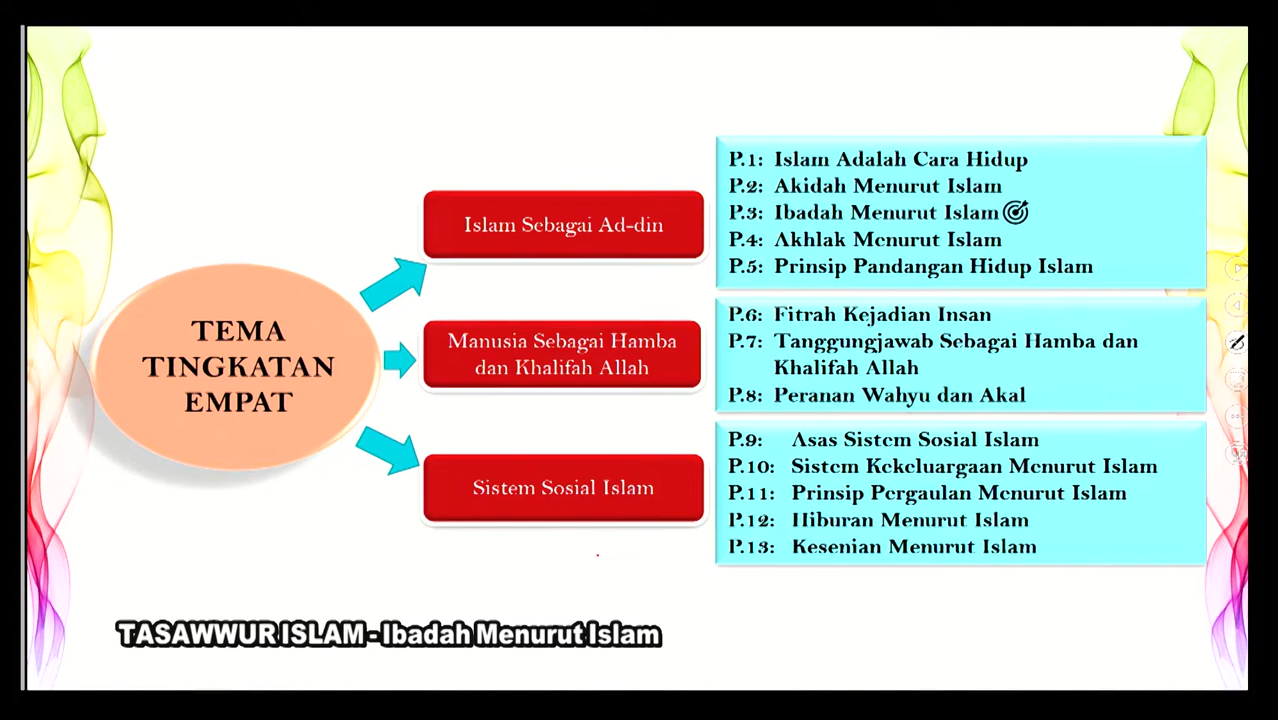 TEMA
TINGKATAN
EMPAT
Islam Sebagai Ad-din
P.1: Islam Adalah Cara Hidup
P.2: Akidah Menurut Islam
P.3: Ibadah Menurut Islam
P.4: Akhlak Menurut Islam
P.5: Prinsip Pandangan Hidup Islam
Manusia Sebagai Hamba
dan Khalifah Allah
P.6: Fitrah Kejadian Insan
P.7: Tanggungjawab Sebagai Hamba dan
Khalifah Allah
P.8: Peranan Wahyu dan Akal
Sistem Sosial Islam
P.9: Asas Sistem Sosial Islam
P.10: Sistem Kekeluargaan Menurut Islam
P.11: Prinsip Pergaulan Menurut Islam
P.12: Hiburan Menurut Islam
P.13: Kesenian Menurut Islam
TASAWWUR ISLAM - Ibadah Menurut Islam